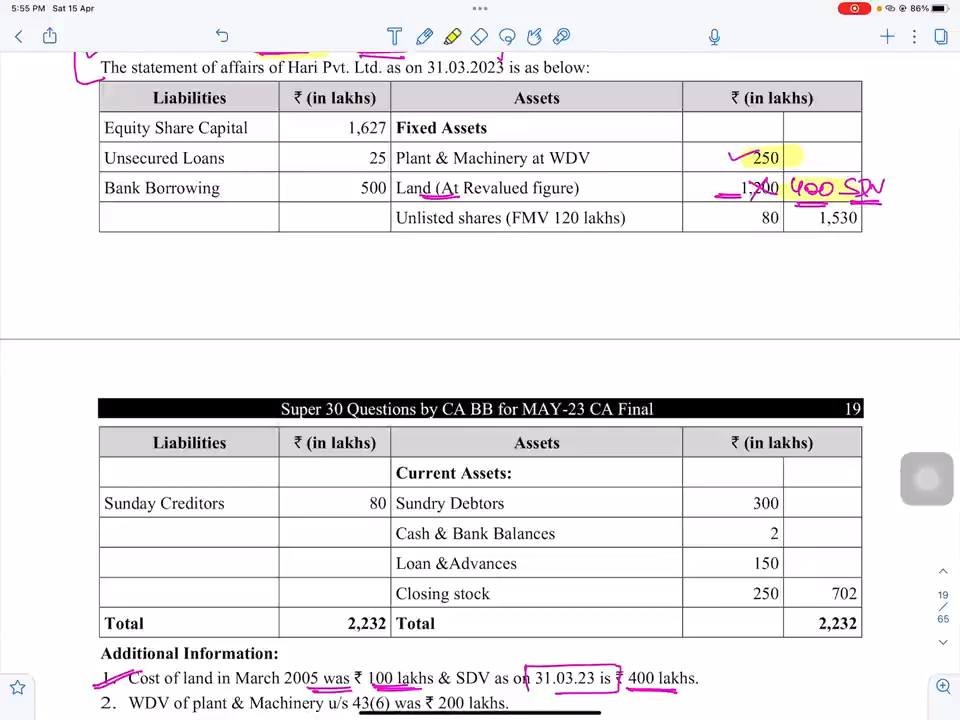 5:55 PM Sat 15 Apr
86%
The statement of affairs of Hari Pvt. Ltd. as on 31.03.2023 is as below:
Liabilities ₹ (in lakhs) Assets ₹ (in lakhs)
Equity Share Capital 1,627 Fixed Assets
Unsecured Loans 25 Plant & Machinery at WDV 250
Bank Borrowing 500 Land (At Revalued figure) 1,200 400 SDV
Unlisted shares (FMV 120 lakhs) 80 1,530
Super 30 Questions by CA BB for MAY-23 CA Final 19
Liabilities ₹ (in lakhs) Assets ₹ (in lakhs)
Current Assets:
Sunday Creditors 80 Sundry Debtors 300
Cash & Bank Balances 2
Loan &Advances 150
Closing stock 250 702
Total 2,232 Total 2,232
Additional Information:
1. Cost of land in March 2005 was ₹ 100 lakhs & SDV as on 31.03.23 is ₹ 400 lakhs.
2. WDV of plant & Machinery u/s 43(6) was ₹ 200 lakhs.
19
/
65